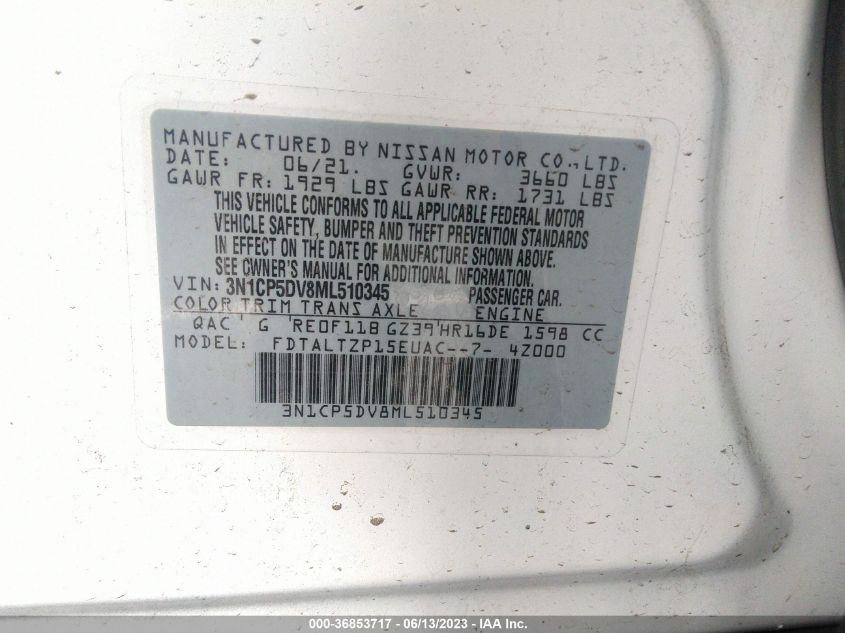 MANUFACTURED BY NISSAN MOTOR CO., LTD.
DATE: 06/21. GVWR: 3660 LBS
GAWR FR: 1929 LBS GAWR RR: 1731 LBS
THIS VEHICLE CONFORMS TO ALL APPLICABLE FEDERAL MOTOR
VEHICLE SAFETY, BUMPER AND THEFT PREVENTION STANDARDS
IN EFFECT ON THE DATE OF MANUFACTURE SHOWN ABOVE.
SEE OWNER'S MANUAL FOR ADDITIONAL INFORMATION.
VIN: 3N1CP5DV8ML510345 PASSENGER CAR.
COLOR TRIM TRANS AXLE ENGINE
QAC G RE0F11B GZ39 HR16DE 1598 CC
MODEL: FDTALTZP15EUAC--7- 4Z000
3N1CP5DV8ML510345
000-36853717 - 06/13/2023 - IAA Inc.